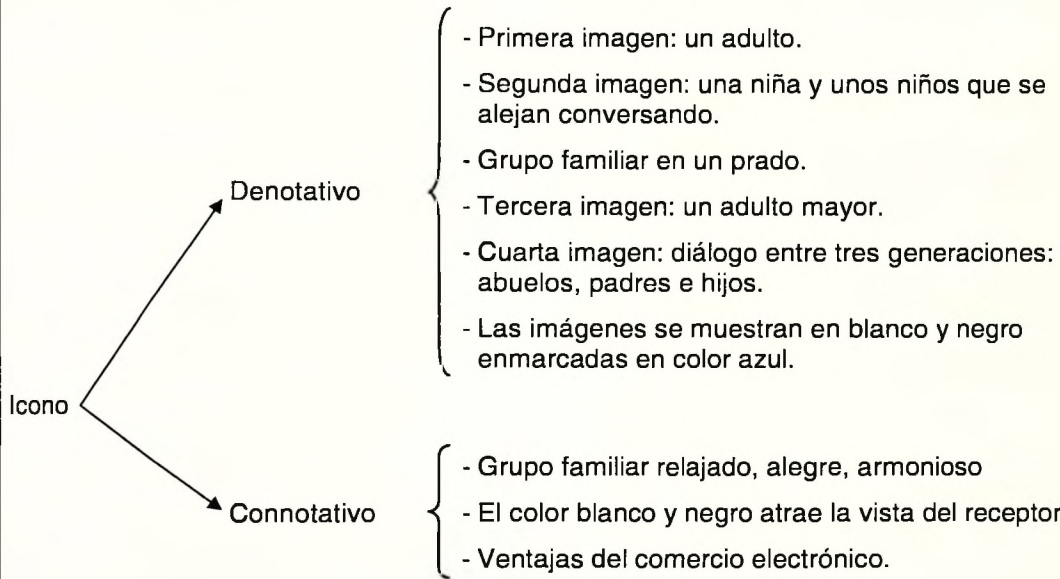 - Primera imagen: un adulto.
- Segunda imagen: una niña y unos niños que se
alejan conversando.
- Grupo familiar en un prado.
Denotativo
- Tercera imagen: un adulto mayor.
- Cuarta imagen: diálogo entre tres generaciones:
abuelos, padres e hijos.
- Las imágenes se muestran en blanco y negro
enmarcadas en color azul.
Icono
- Grupo familiar relajado, alegre, armonioso
Connotativo
- El color blanco y negro atrae la vista del receptor
- Ventajas del comercio electrónico.